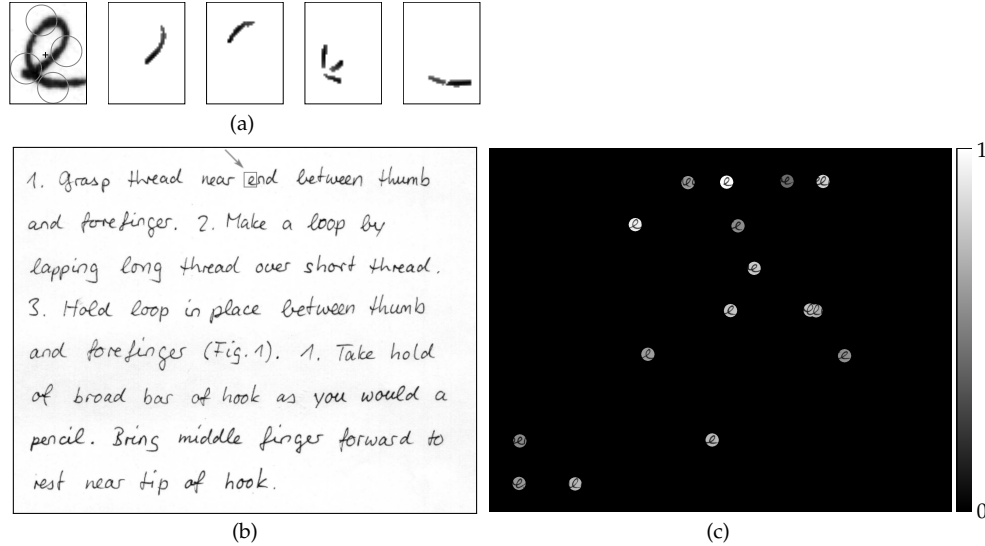 (a)
1. Grasp thread near end between thumb
and forefinger. 2. Make a loop by
lapping long thread over short thread.
3. Hold loop in place between thumb
and forefinger (Fig. 1). 1. Take hold
of broad bar of hook as you would a
pencil. Bring middle finger forward to
rest near tip of hook.
(b)
1
0
(c)